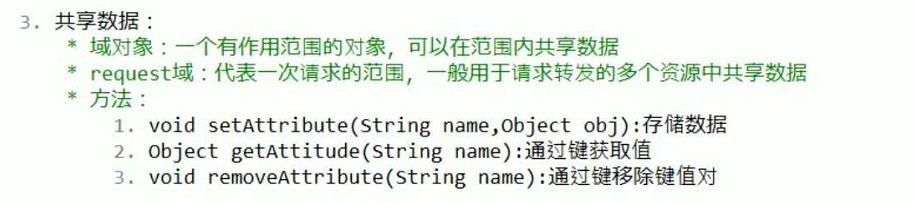 3. 共享数据：
* 域对象：一个有作用范围的对象，可以在范围内共享数据
* request域：代表一次请求的范围，一般用于请求转发的多个资源中共享数据
* 方法：
1. void setAttribute(String name,Object obj):存储数据
2. Object getAttitude(String name):通过键获取值
3. void removeAttribute(String name):通过键移除键值对